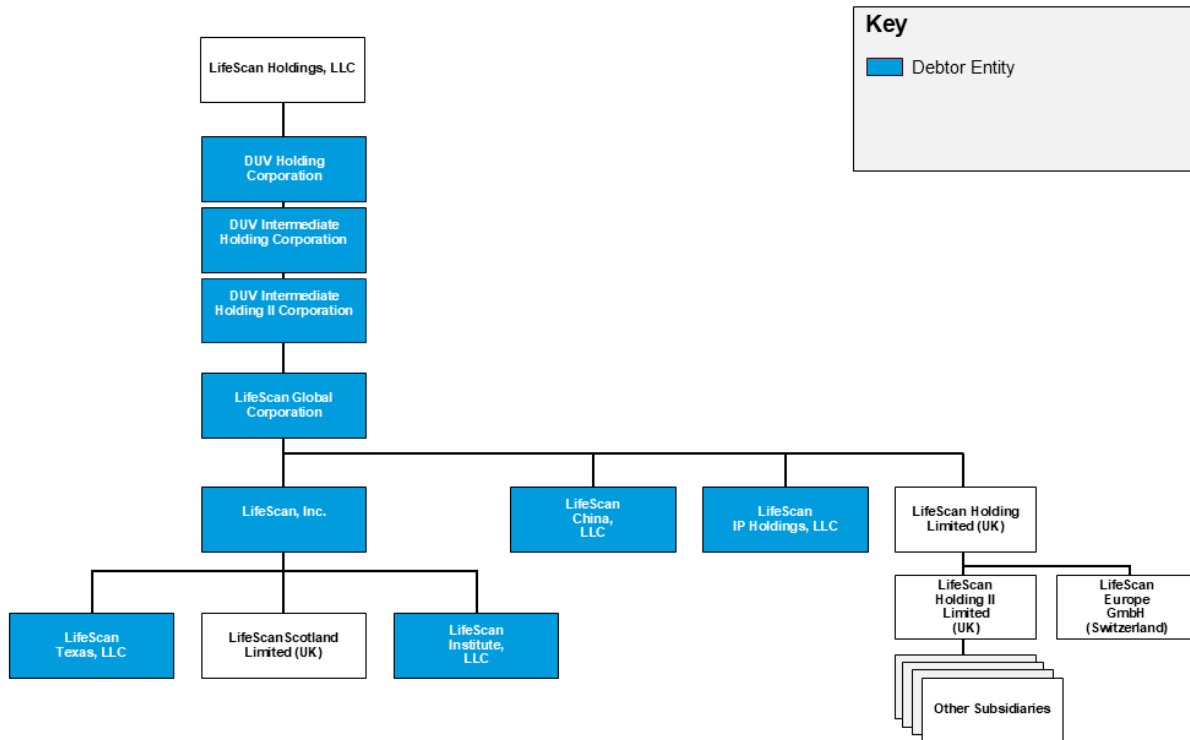 Key
Debtor Entity
LifeScan Holdings, LLC
DUV Holding
Corporation
DUV Intermediate
Holding Corporation
DUV Intermediate
Holding II Corporation
LifeScan Global
Corporation
LifeScan, Inc.
LifeScan
China,
LLC
LifeScan
IP Holdings, LLC
LifeScan Holding
Limited (UK)
LifeScan
Texas, LLC
LifeScan Scotland
Limited (UK)
LifeScan
Institute,
LLC
LifeScan
Holding II
Limited
(UK)
LifeScan
Europe
GmbH
(Switzerland)
Other Subsidiaries